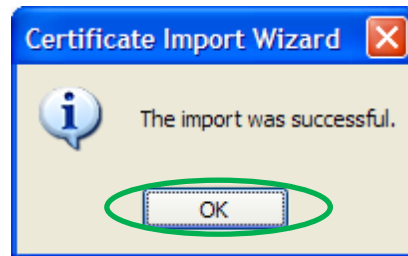 Certificate Import Wizard
The import was successful.
OK